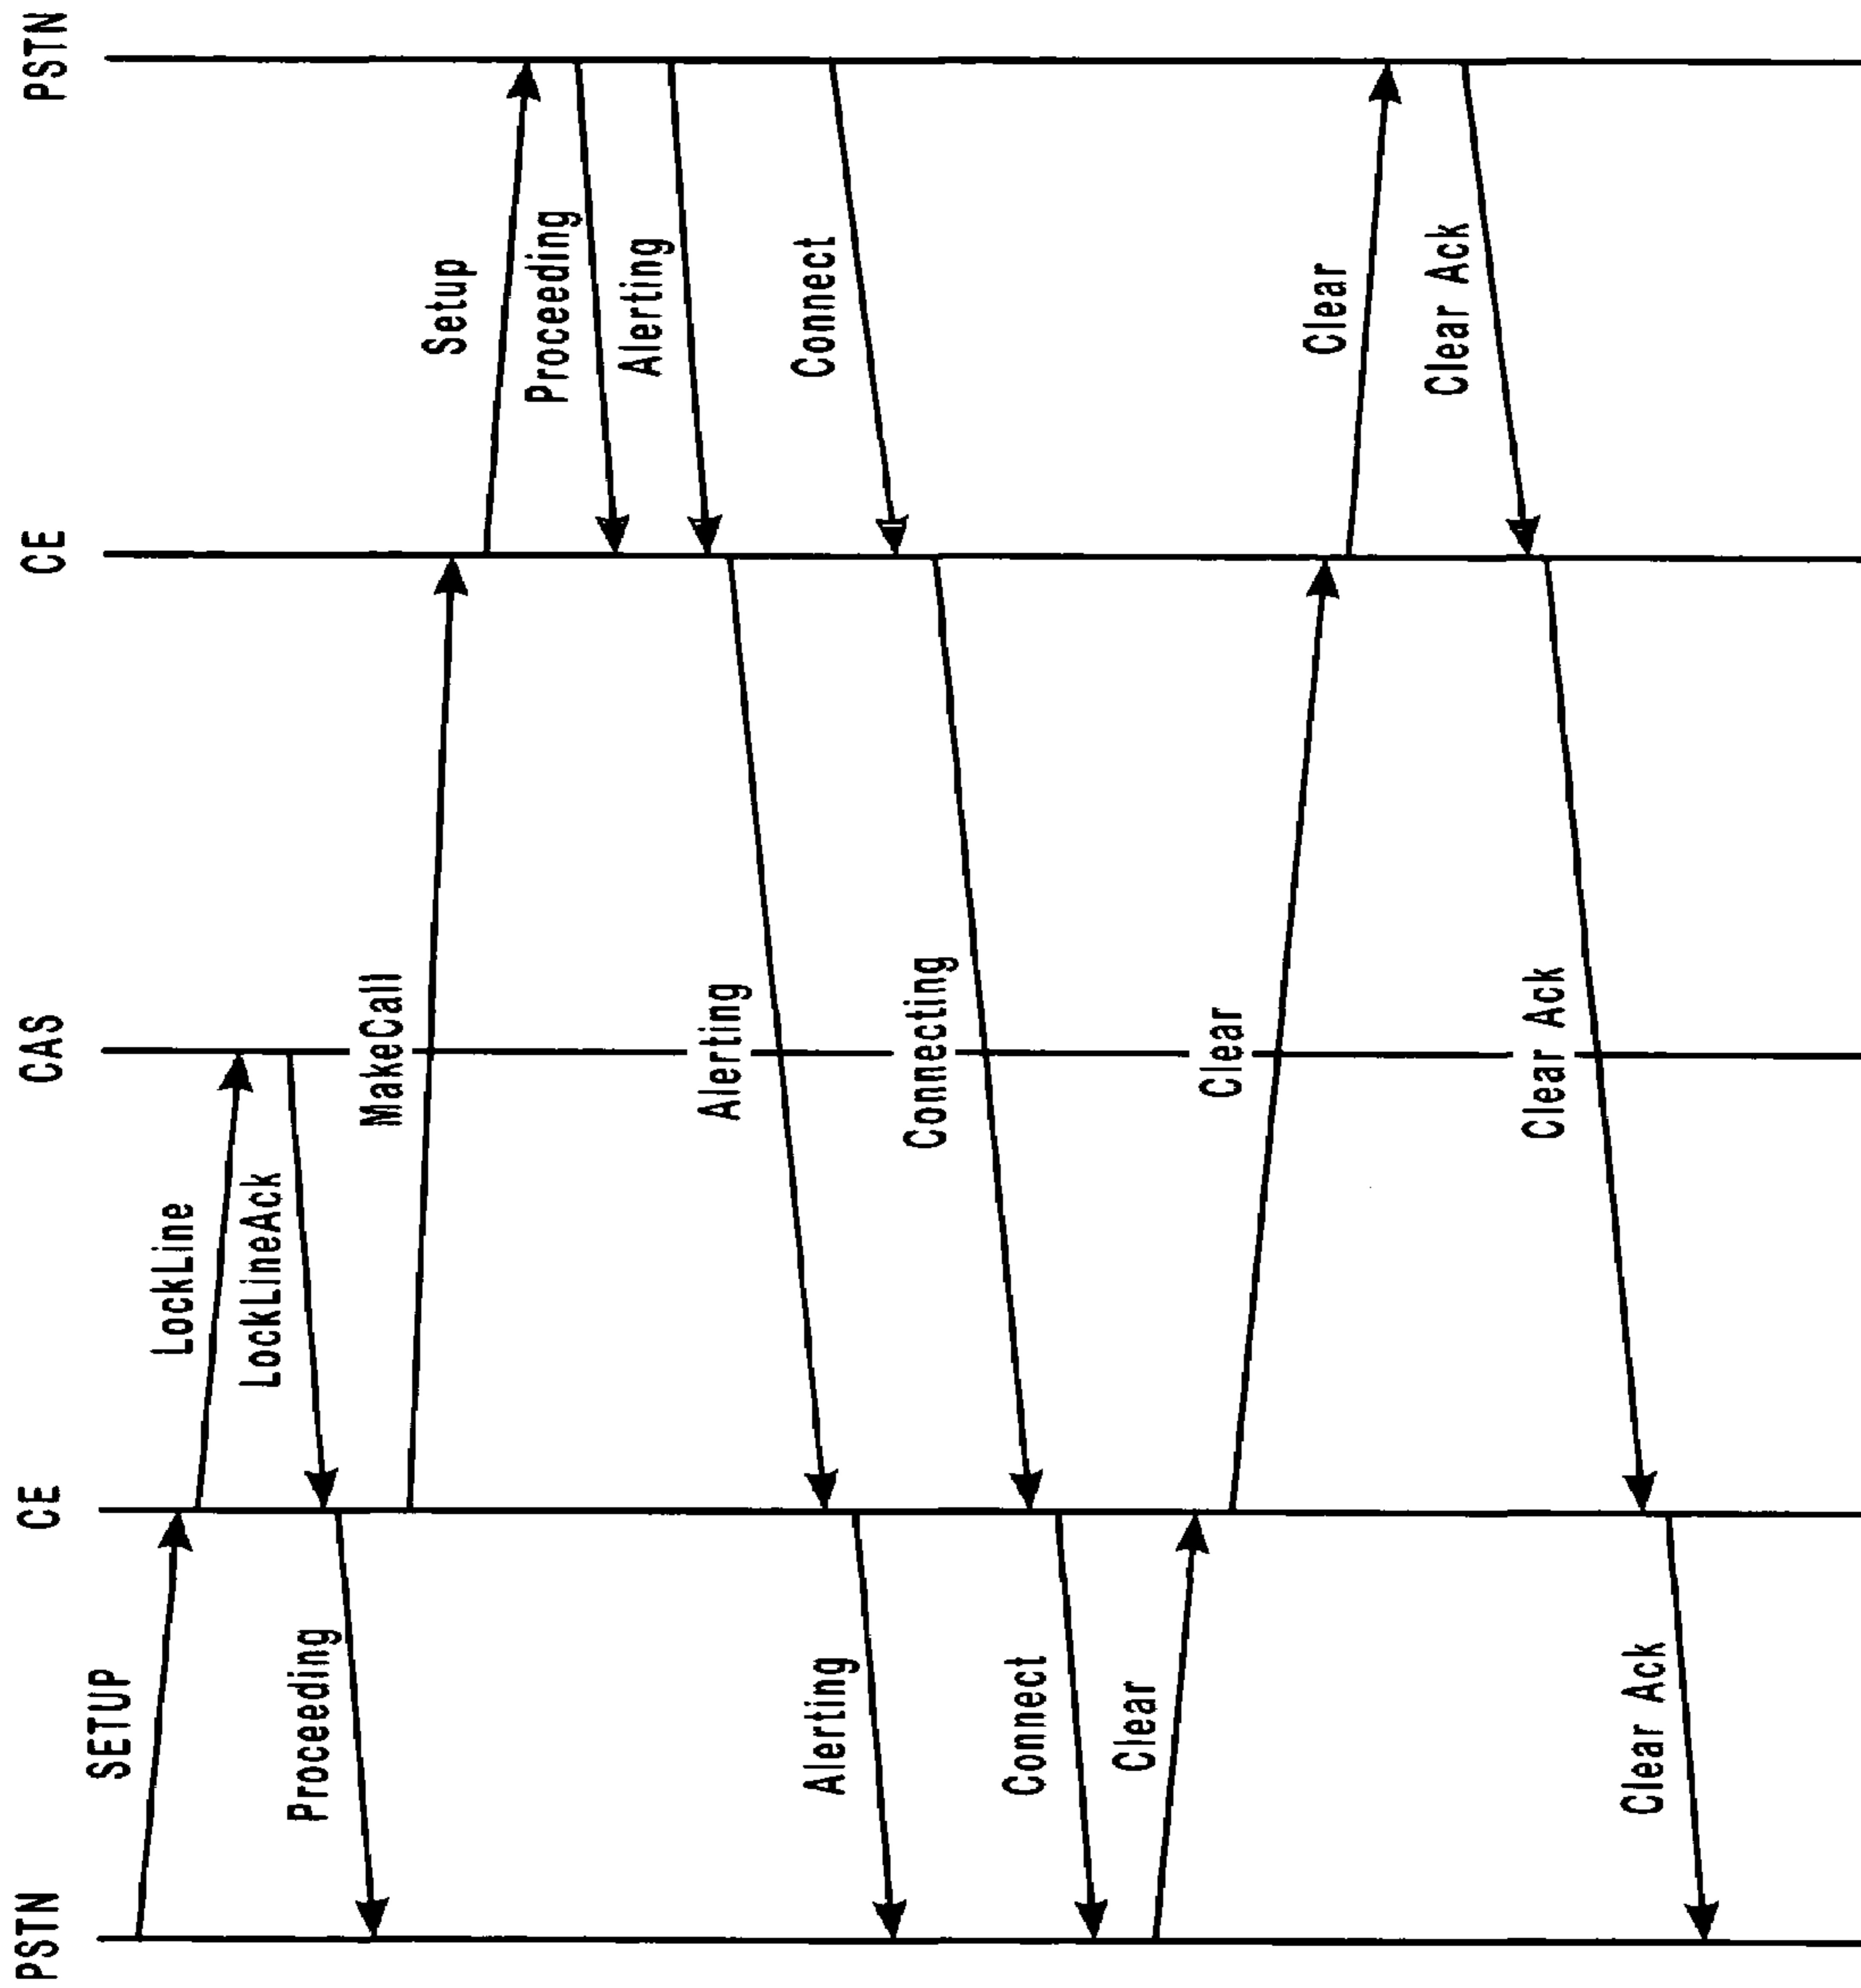 PSTN
CE
CAS
CE
PSTN
SETUP
LockLine
LockLineAck
Proceeding
MakeCall
Setup
Proceeding
Alerting
Alerting
Alerting
Connect
Connecting
Connect
Clear
Clear
Clear
Clear Ack
Clear Ack
Clear Ack